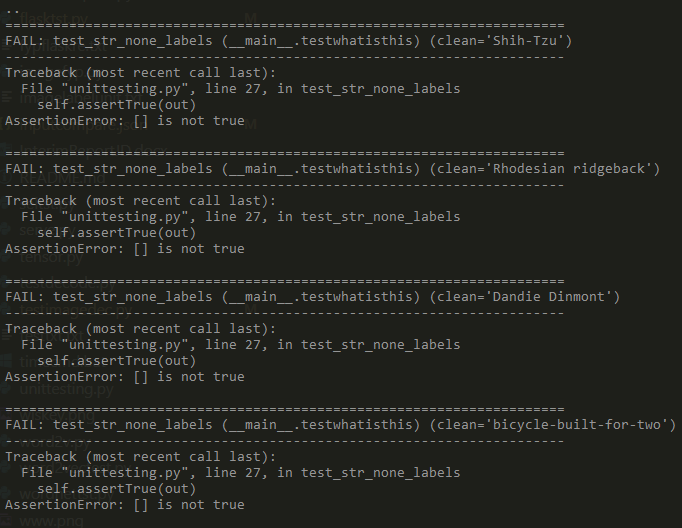 ..
======================================================================
FAIL: test_str_none_labels (__main__.testwhatisthis) (clean='Shih-Tzu')
----------------------------------------------------------------------
Traceback (most recent call last):
  File "unittesting.py", line 27, in test_str_none_labels
    self.assertTrue(out)
AssertionError: [] is not true

======================================================================
FAIL: test_str_none_labels (__main__.testwhatisthis) (clean='Rhodesian ridgeback')
----------------------------------------------------------------------
Traceback (most recent call last):
  File "unittesting.py", line 27, in test_str_none_labels
    self.assertTrue(out)
AssertionError: [] is not true

======================================================================
FAIL: test_str_none_labels (__main__.testwhatisthis) (clean='Dandie Dinmont')
----------------------------------------------------------------------
Traceback (most recent call last):
  File "unittesting.py", line 27, in test_str_none_labels
    self.assertTrue(out)
AssertionError: [] is not true

======================================================================
FAIL: test_str_none_labels (__main__.testwhatisthis) (clean='bicycle-built-for-two')
----------------------------------------------------------------------
Traceback (most recent call last):
  File "unittesting.py", line 27, in test_str_none_labels
    self.assertTrue(out)
AssertionError: [] is not true